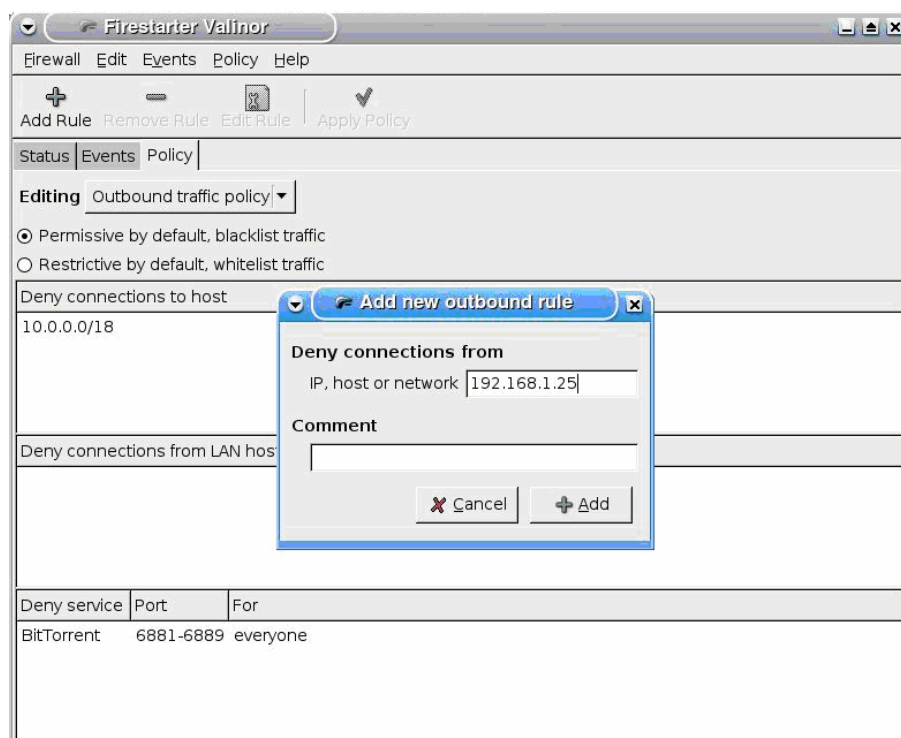 Firestarter Valinor
Firewall Edit Events Policy Help
Add Rule Remove Rule Edit Rule Apply Policy
Status Events Policy
Editing Outbound traffic policy
Permissive by default, blacklist traffic
Restrictive by default, whitelist traffic
Deny connections to host
10.0.0.0/18
Add new outbound rule
Deny connections from
IP, host or network 192.168.1.25
Comment
Cancel Add
Deny connections from LAN hos
Deny service Port For
BitTorrent 6881-6889 everyone